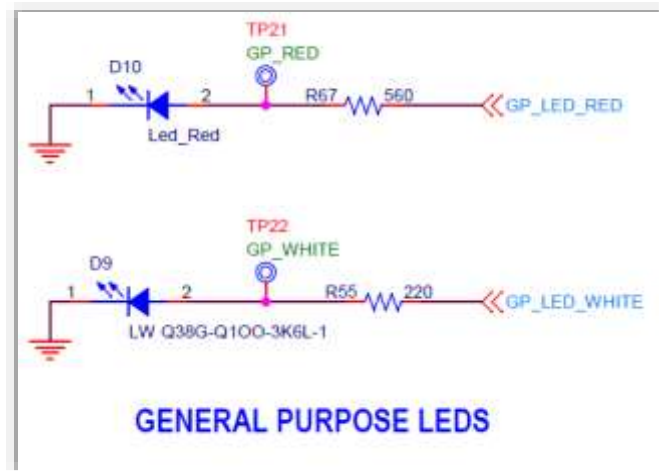 TP21
GP_RED
D10
1
2
R67
560
GP_LED_RED
Led_Red
TP22
GP_WHITE
D9
1
2
R55
220
GP_LED_WHITE
LW Q38G-Q1OO-3K6L-1
GENERAL PURPOSE LEDS